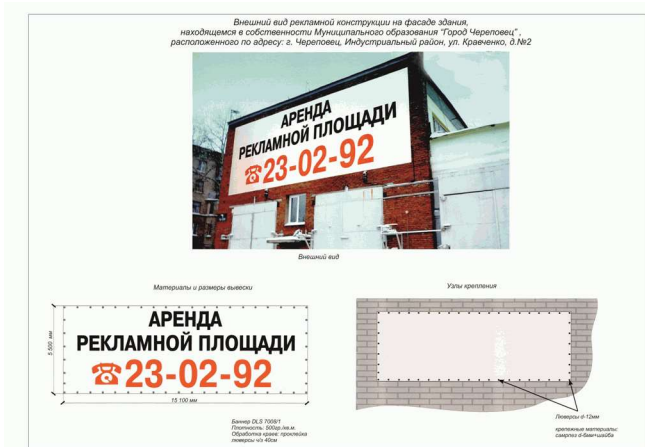 Внешний вид рекламной конструкции на фасаде здания,
находящемся в собственности Муниципального образования "Город Череповец" ,
расположенного по адресу: г. Череповец, Индустриальный район, ул. Кравченко, д.№2
АРЕНДА
РЕКЛАМНОЙ ПЛОЩАДИ
☎23-02-92
Внешний вид
Материалы и размеры вывески
Узлы крепления
АРЕНДА
РЕКЛАМНОЙ ПЛОЩАДИ
☎23-02-92
5 500 мм
15 100 мм
Баннер DLS 7008/1
Плотность: 500гр./кв.м.
Обработка краев: проклейка
люверсы ч/з 40см
Люверсы d-12мм
крепежные материалы:
саморез d-6мм+шайба